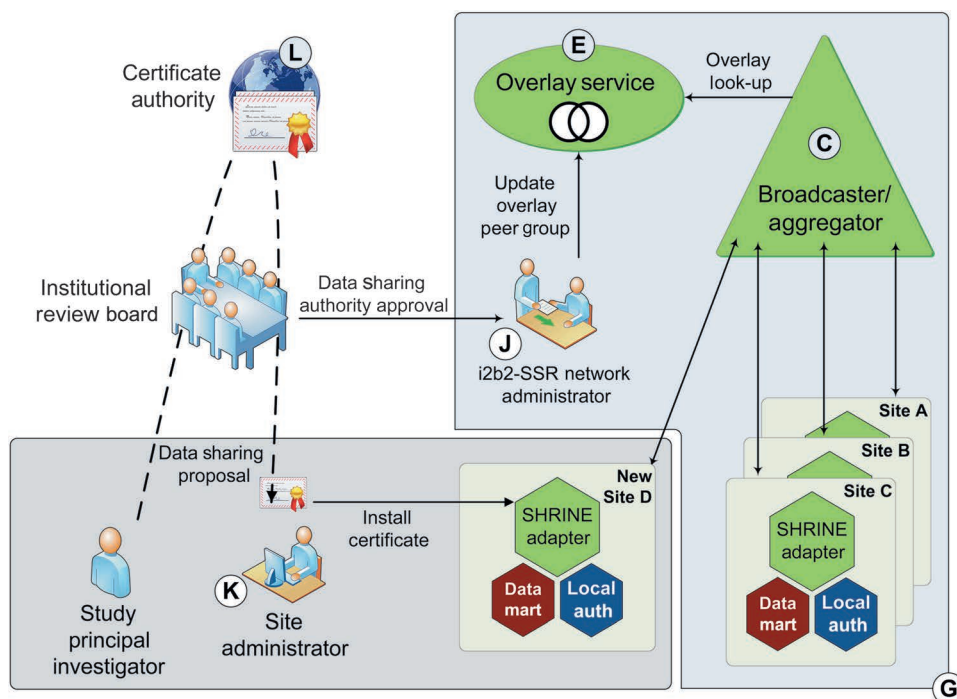 L
Certificate
authority
E
Overlay service
Overlay
look-up
C
Broadcaster/
aggregator
Update
overlay
peer group
Institutional
review board
Data sharing
authority approval
J
i2b2-SSR network
administrator
Data sharing
proposal
Install
certificate
K
Study
principal
investigator
Site
administrator
New
Site D
SHRINE
adapter
Data
mart
Local
auth
Site A
Site B
Site C
SHRINE
adapter
Data
mart
Local
auth
G